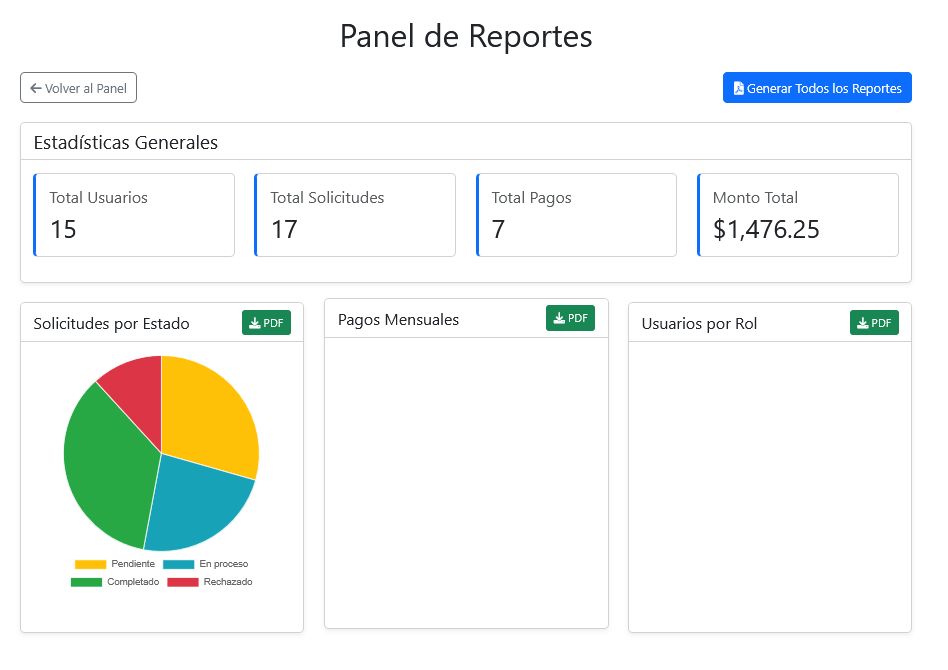 Panel de Reportes
Volver al Panel
Generar Todos los Reportes
Estadísticas Generales
Total Usuarios
15
Total Solicitudes
17
Total Pagos
7
Monto Total
$1,476.25
Solicitudes por Estado
PDF
Pendiente
En proceso
Completado
Rechazado
Pagos Mensuales
PDF
Usuarios por Rol
PDF